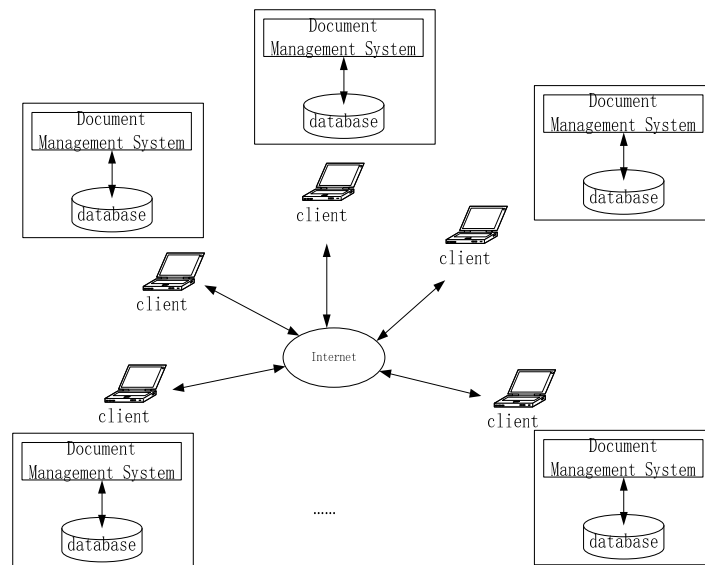 Document
Management System
database
client
Document
Management System
database
client
Document
Management System
database
client
client
Internet
client
client
Document
Management System
database
......
Document
Management System
database